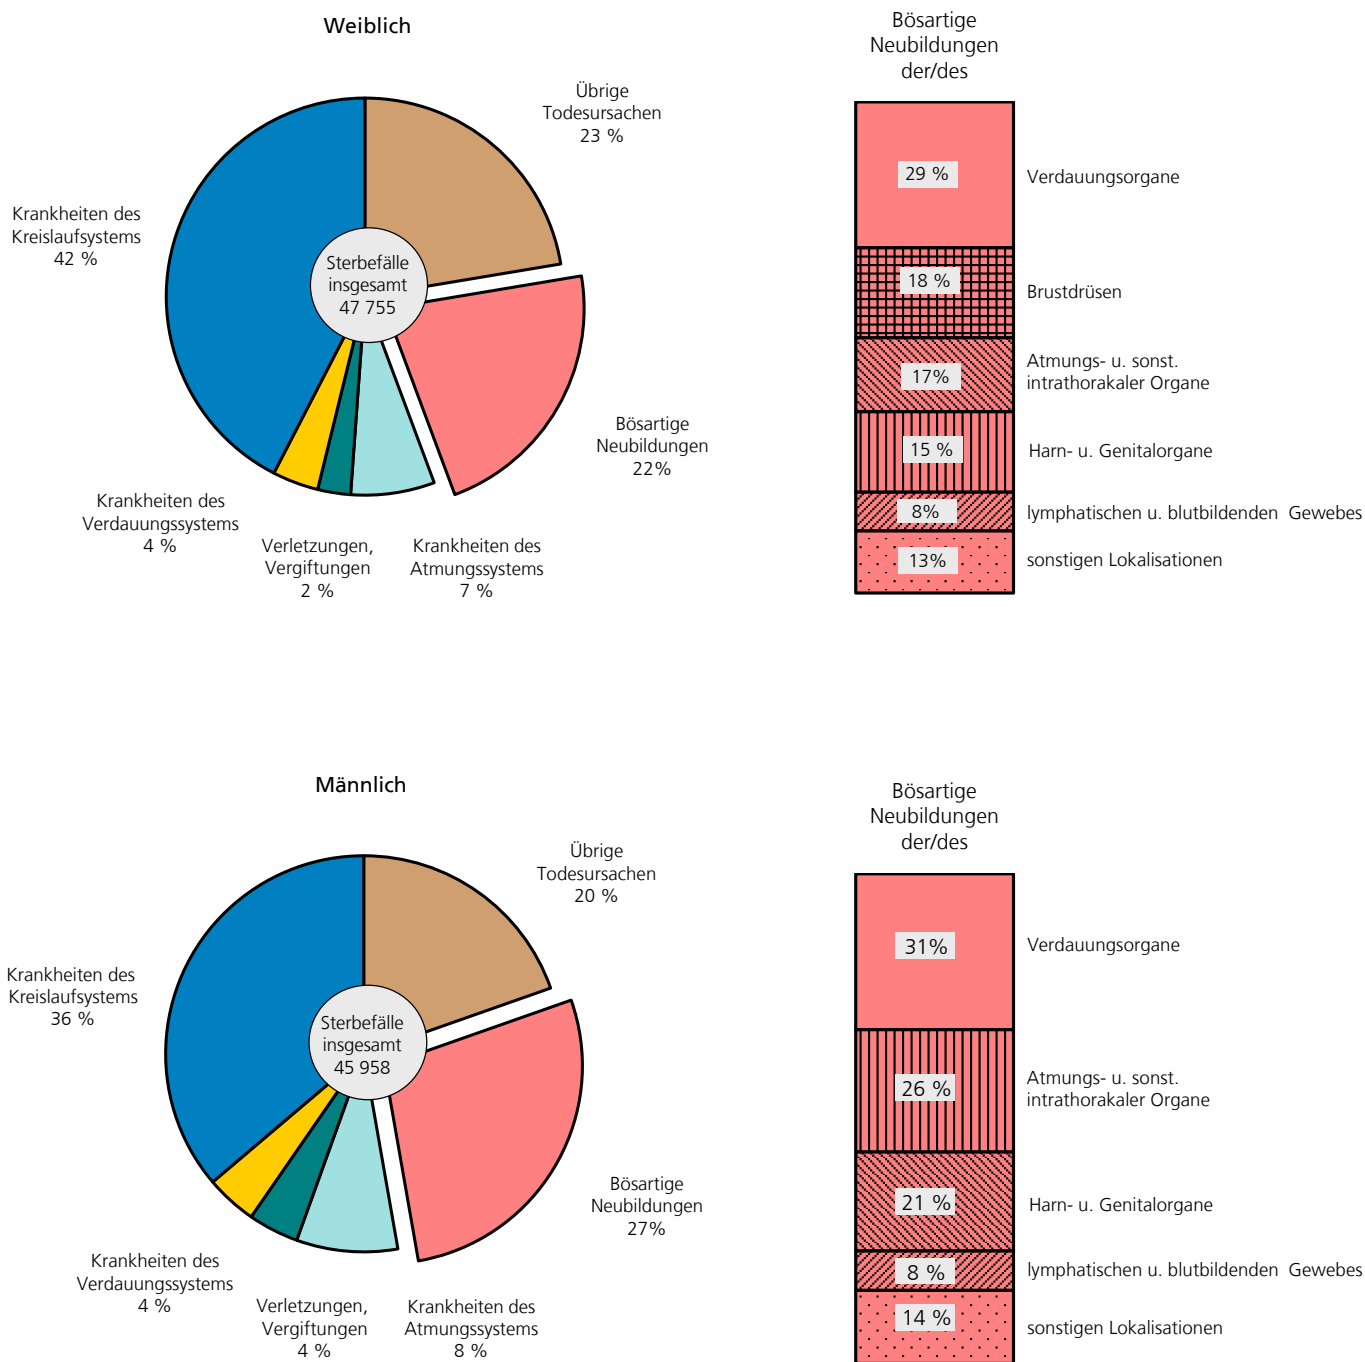 Weiblich
Übrige
Todesursachen
23 %
Krankheiten des
Kreislaufsystems
42 %
Sterbefälle
insgesamt
47 755
Bösartige
Neubildungen
22%
Krankheiten des
Verdauungssystems
4 %
Verletzungen,
Vergiftungen
2 %
Krankheiten des
Atmungssystems
7 %
Bösartige
Neubildungen
der/des
29 %
Verdauungsorgane
18 %
Brustdrüsen
17%
Atmungs- u. sonst.
intrathorakaler Organe
15 %
Harn- u. Genitalorgane
8%
lymphatischen u. blutbildenden Gewebes
13%
sonstigen Lokalisationen
Männlich
Übrige
Todesursachen
20 %
Krankheiten des
Kreislaufsystems
36 %
Sterbefälle
insgesamt
45 958
Bösartige
Neubildungen
27%
Krankheiten des
Verdauungssystems
4 %
Verletzungen,
Vergiftungen
4 %
Krankheiten des
Atmungssystems
8 %
Bösartige
Neubildungen
der/des
31%
Verdauungsorgane
26 %
Atmungs- u. sonst.
intrathorakaler Organe
21 %
Harn- u. Genitalorgane
8 %
lymphatischen u. blutbildenden Gewebes
14 %
sonstigen Lokalisationen